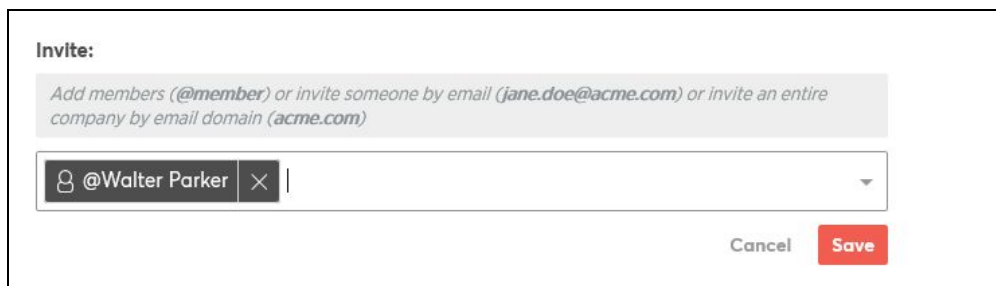 Invite:
Add members (@member) or invite someone by email (jane.doe@acme.com) or invite an entire
company by email domain (acme.com)
@Walter Parker
Cancel Save